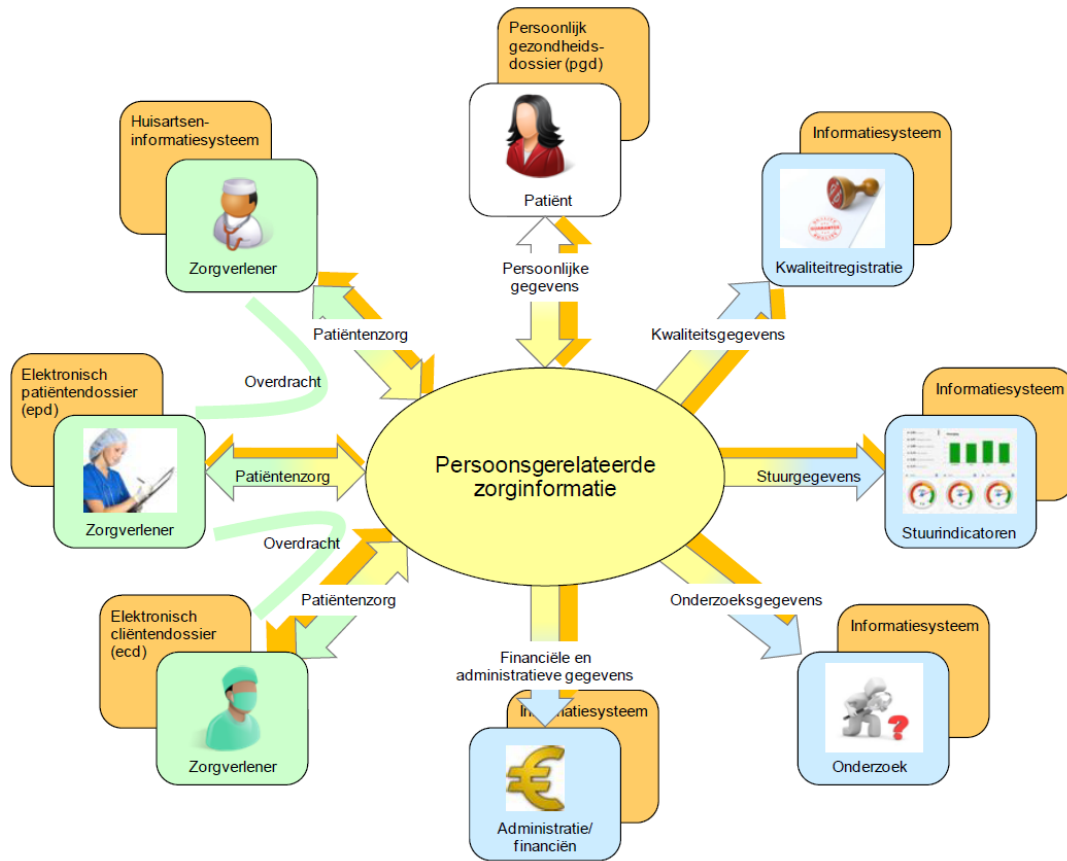 Persoonlijk
gezondheids-
dossier (pgd)
Patiënt
Huisartsen-
informatiesysteem
Zorgverlener
Informatiesysteem
Kwaliteitregistratie
Persoonlijke
gegevens
Patiëntenzorg
Kwaliteitsgegevens
Overdracht
Elektronisch
patiëntendossier
(epd)
Zorgverlener
Patiëntenzorg
Persoonsgerelateerde
zorginformatie
Stuurgegevens
Informatiesysteem
Stuurindicatoren
Overdracht
Patiëntenzorg
Elektronisch
cliëntendossier
(ecd)
Zorgverlener
Onderzoeksgegevens
Informatiesysteem
Onderzoek
Financiële en
administratieve gegevens
Informatiesysteem
Administratie/
financiën